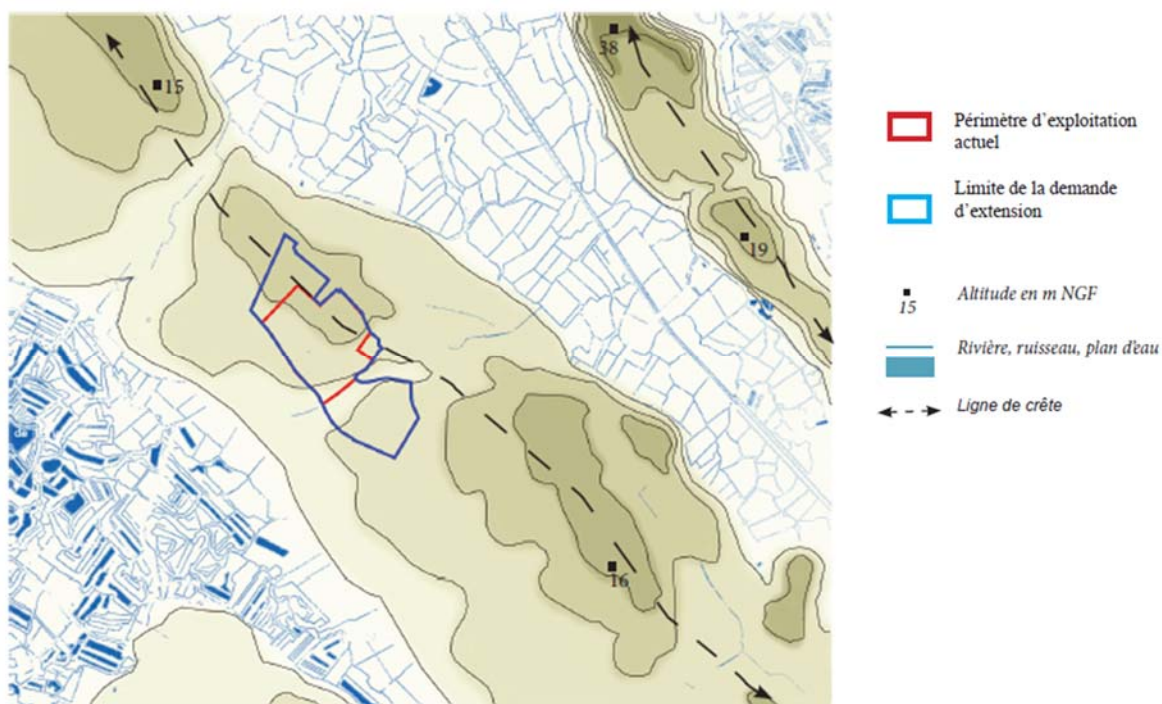 15
38
19
16
Périmètre d'exploitation
actuel
Limite de la demande
d'extension
15
Altitude en m NGF
Rivière, ruisseau, plan d'eau
Ligne de crête